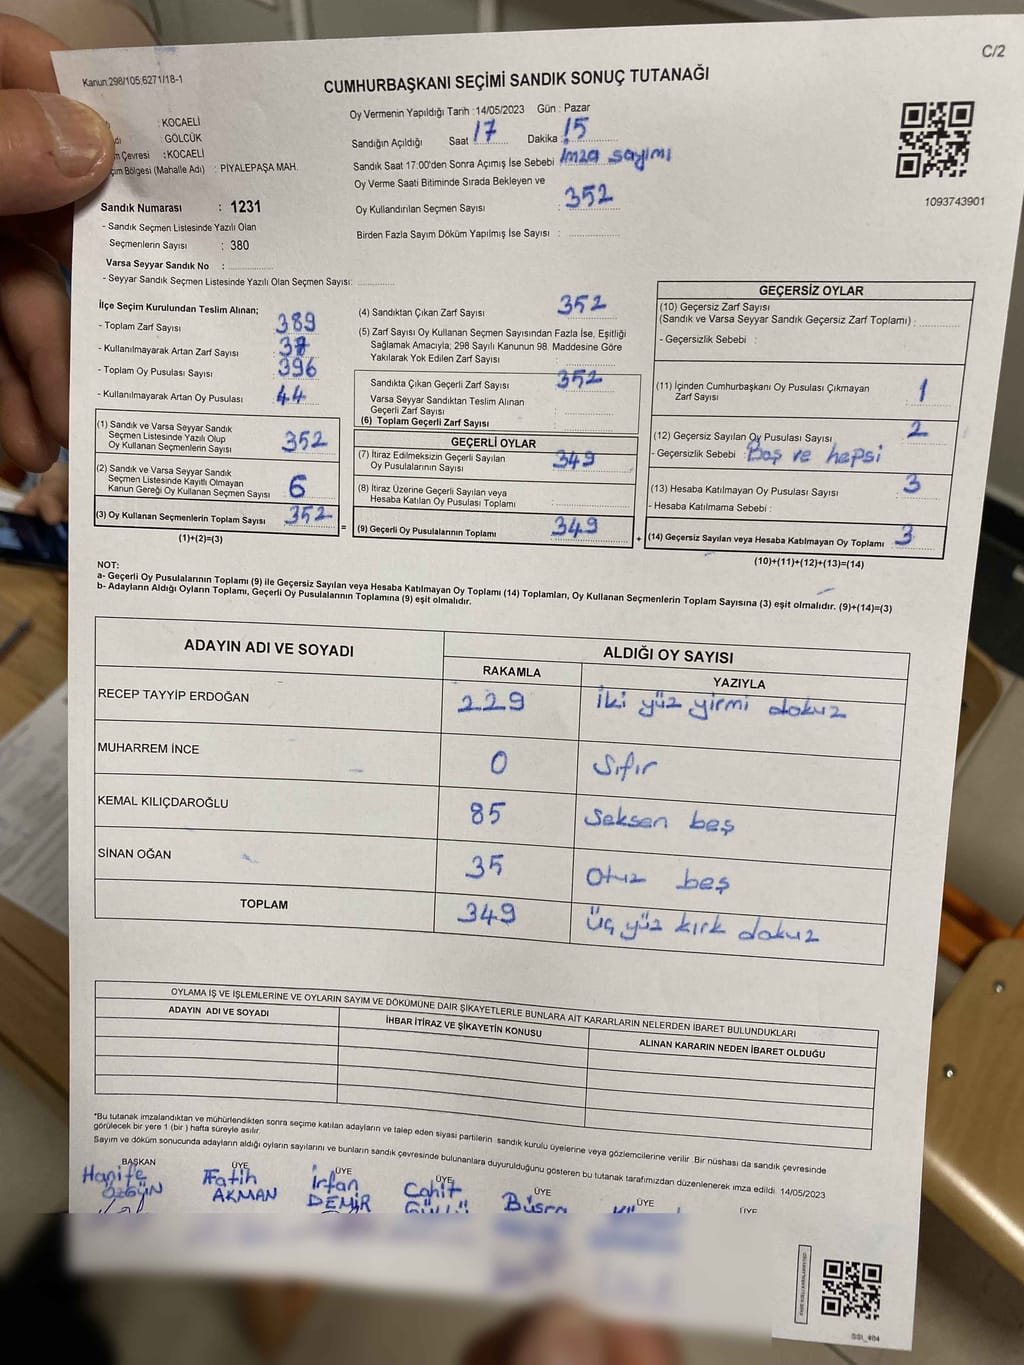 C/2
Kanun:298/105,6271/18-1
CUMHURBAŞKANI SEÇİMİ SANDIK SONUÇ TUTANAĞI
: KOCAELİ
: GÖLCÜK
Çevresi : KOCAELİ
Bölgesi (Mahalle Adı) : PİYALEPAŞA MAH.
Sandık Numarası : 1231
- Sandık Seçmen Listesinde Yazılı Olan
Seçmenlerin Sayısı : 380
Varsa Seyyar Sandık No :
- Seyyar Sandık Seçmen Listesinde Yazılı Olan Seçmen Sayısı:
Oy Vermenin Yapıldığı Tarih : 14/05/2023 Gün : Pazar
Sandığın Açıldığı Saat 17 Dakika 15
Sandık Saat 17:00'den Sonra Açımış İse Sebebi imza sayımı
Oy Verme Saati Bitiminde Sırada Bekleyen ve
Oy Kullandırılan Seçmen Sayısı : 352
Birden Fazla Sayım Döküm Yapılmış İse Sayısı :
1093743901
İlçe Seçim Kurulundan Teslim Alınan;
- Toplam Zarf Sayısı 389
- Kullanılmayarak Artan Zarf Sayısı
- Toplam Oy Pusulası Sayısı 396
- Kullanılmayarak Artan Oy Pusulası 44
(1) Sandık ve Varsa Seyyar Sandık
Seçmen Listesinde Yazılı Olup
Oy Kullanan Seçmenlerin Sayısı 352
(2) Sandık ve Varsa Seyyar Sandık
Seçmen Listesinde Kayıtlı Olmayan
Kanun Gereği Oy Kullanan Seçmen Sayısı 6
(3) Oy Kullanan Seçmenlerin Toplam Sayısı 352
(1)+(2)=(3)
=
(4) Sandıktan Çıkan Zarf Sayısı 352
(5) Zarf Sayısı Oy Kullanan Seçmen Sayısından Fazla İse, Eşitliği
Sağlamak Amacıyla; 298 Sayılı Kanunun 98. Maddesine Göre
Yakılarak Yok Edilen Zarf Sayısı :
Sandıkta Çıkan Geçerli Zarf Sayısı 352
Varsa Seyyar Sandıktan Teslim Alınan
Geçerli Zarf Sayısı :
(6) Toplam Geçerli Zarf Sayısı :
GEÇERLİ OYLAR
(7) İtiraz Edilmeksizin Geçerli Sayılan
Oy Pusulalarının Sayısı 349
(8) İtiraz Üzerine Geçerli Sayılan veya
Hesaba Katılan Oy Pusulası Toplamı :
(9) Geçerli Oy Pusulalarının Toplamı 349
+
GEÇERSİZ OYLAR
(10) Geçersiz Zarf Sayısı
(Sandık ve Varsa Seyyar Sandık Geçersiz Zarf Toplamı) :
- Geçersizlik Sebebi :
(11) İçinden Cumhurbaşkanı Oy Pusulası Çıkmayan
Zarf Sayısı 1
(12) Geçersiz Sayılan Oy Pusulası Sayısı 2
- Geçersizlik Sebebi Boş ve hepsi
(13) Hesaba Katılmayan Oy Pusulası Sayısı 3
- Hesaba Katılmama Sebebi :
(14) Geçersiz Sayılan veya Hesaba Katılmayan Oy Toplamı 3
(10)+(11)+(12)+(13)=(14)
NOT:
a- Geçerli Oy Pusulalarının Toplamı (9) ile Geçersiz Sayılan veya Hesaba Katılmayan Oy Toplamı (14) Toplamları, Oy Kullanan Seçmenlerin Toplam Sayısına (3) eşit olmalıdır. (9)+(14)=(3)
b- Adayların Aldığı Oyların Toplamı, Geçerli Oy Pusulalarının Toplamına (9) eşit olmalıdır.
ADAYIN ADI VE SOYADI ALDIĞI OY SAYISI
RAKAMLA YAZIYLA
RECEP TAYYİP ERDOĞAN 229 iki yüz yirmi dokuz
MUHARREM İNCE 0 Sıfır
KEMAL KILIÇDAROĞLU 85 Seksen beş
SİNAN OĞAN 35 Otuz beş
TOPLAM 349 üç yüz kırk dokuz
OYLAMA İŞ VE İŞLEMLERİNE VE OYLARIN SAYIM VE DÖKÜMÜNE DAİR ŞİKAYETLERLE BUNLARA AİT KARARLARIN NELERDEN İBARET BULUNDUKLARI
ADAYIN ADI VE SOYADI İHBAR İTİRAZ VE ŞİKAYETİN KONUSU ALINAN KARARIN NEDEN İBARET OLDUĞU
*Bu tutanak imzalandıktan ve mühürlendikten sonra seçime katılan adayların ve talep eden siyasi partilerin sandık kurulu üyelerine veya gözlemcilerine verilir. Bir nüshası da sandık çevresinde
görülecek bir yere 1 (bir) hafta süreyle asılır.
Sayım ve döküm sonucunda adayların aldığı oyların sayılarını ve bunların sandık çevresinde bulunanlara duyurulduğunu gösteren bu tutanak tarafımızdan düzenlenerek imza edildi. 14/05/2023
BAŞKAN ÜYE ÜYE ÜYE ÜYE ÜYE ÜYE
Hanife Fatih İrfan Cahit Büşra
ÖZGÜN AKMAN DEMİR GÜLLÜ
SSI_404